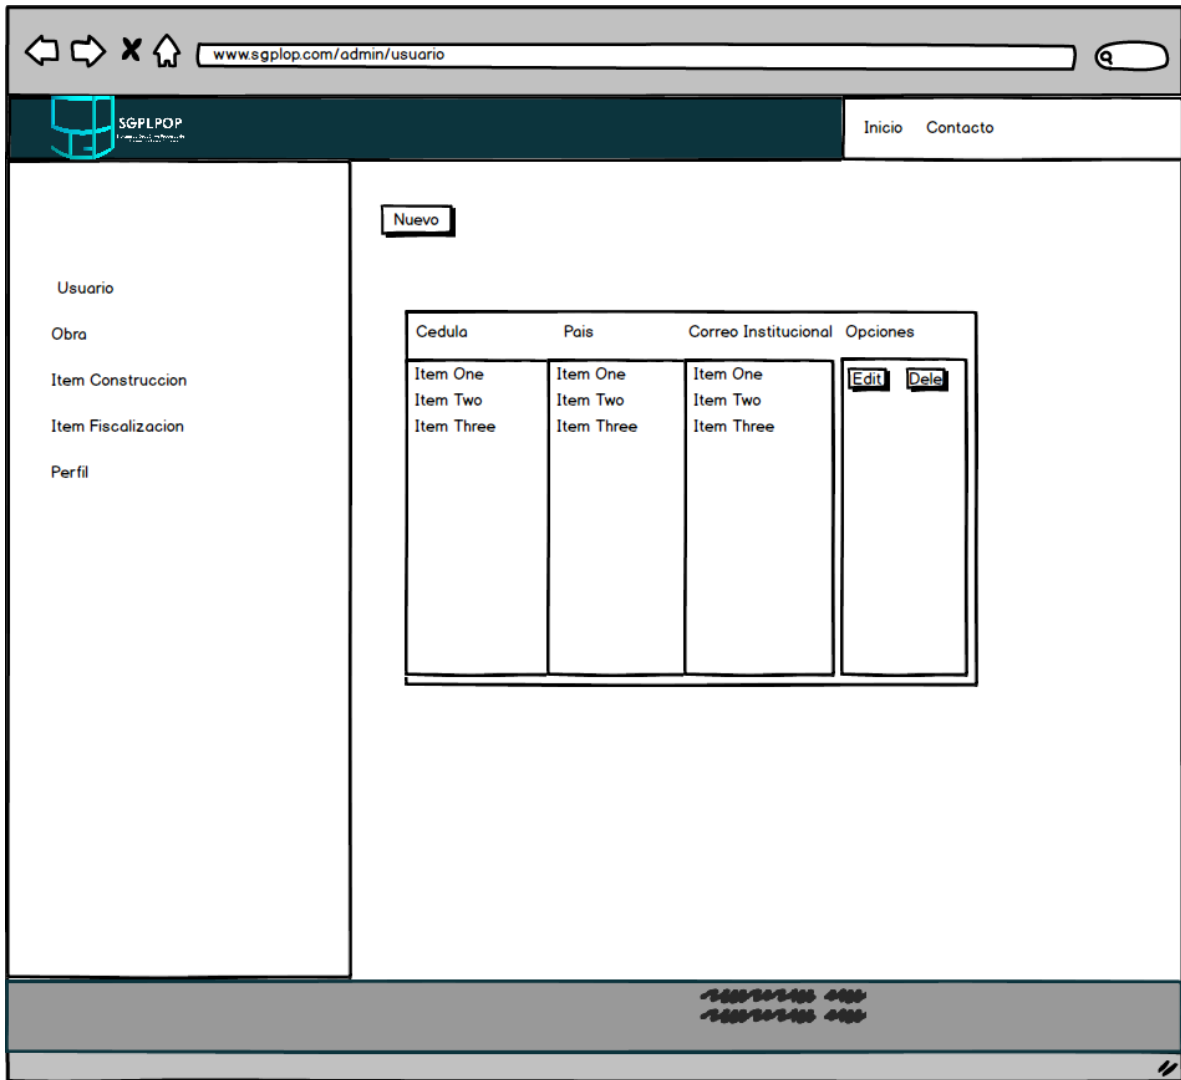 www.sgplop.com/admin/usuario
SGPLPOP
Inicio Contacto
Nuevo
Usuario
Obra
Item Construccion
Item Fiscalizacion
Perfil
Cedula Pais Correo Institucional Opciones
Item One Item One Item One Edit Dele
Item Two Item Two Item Two
Item Three Item Three Item Three